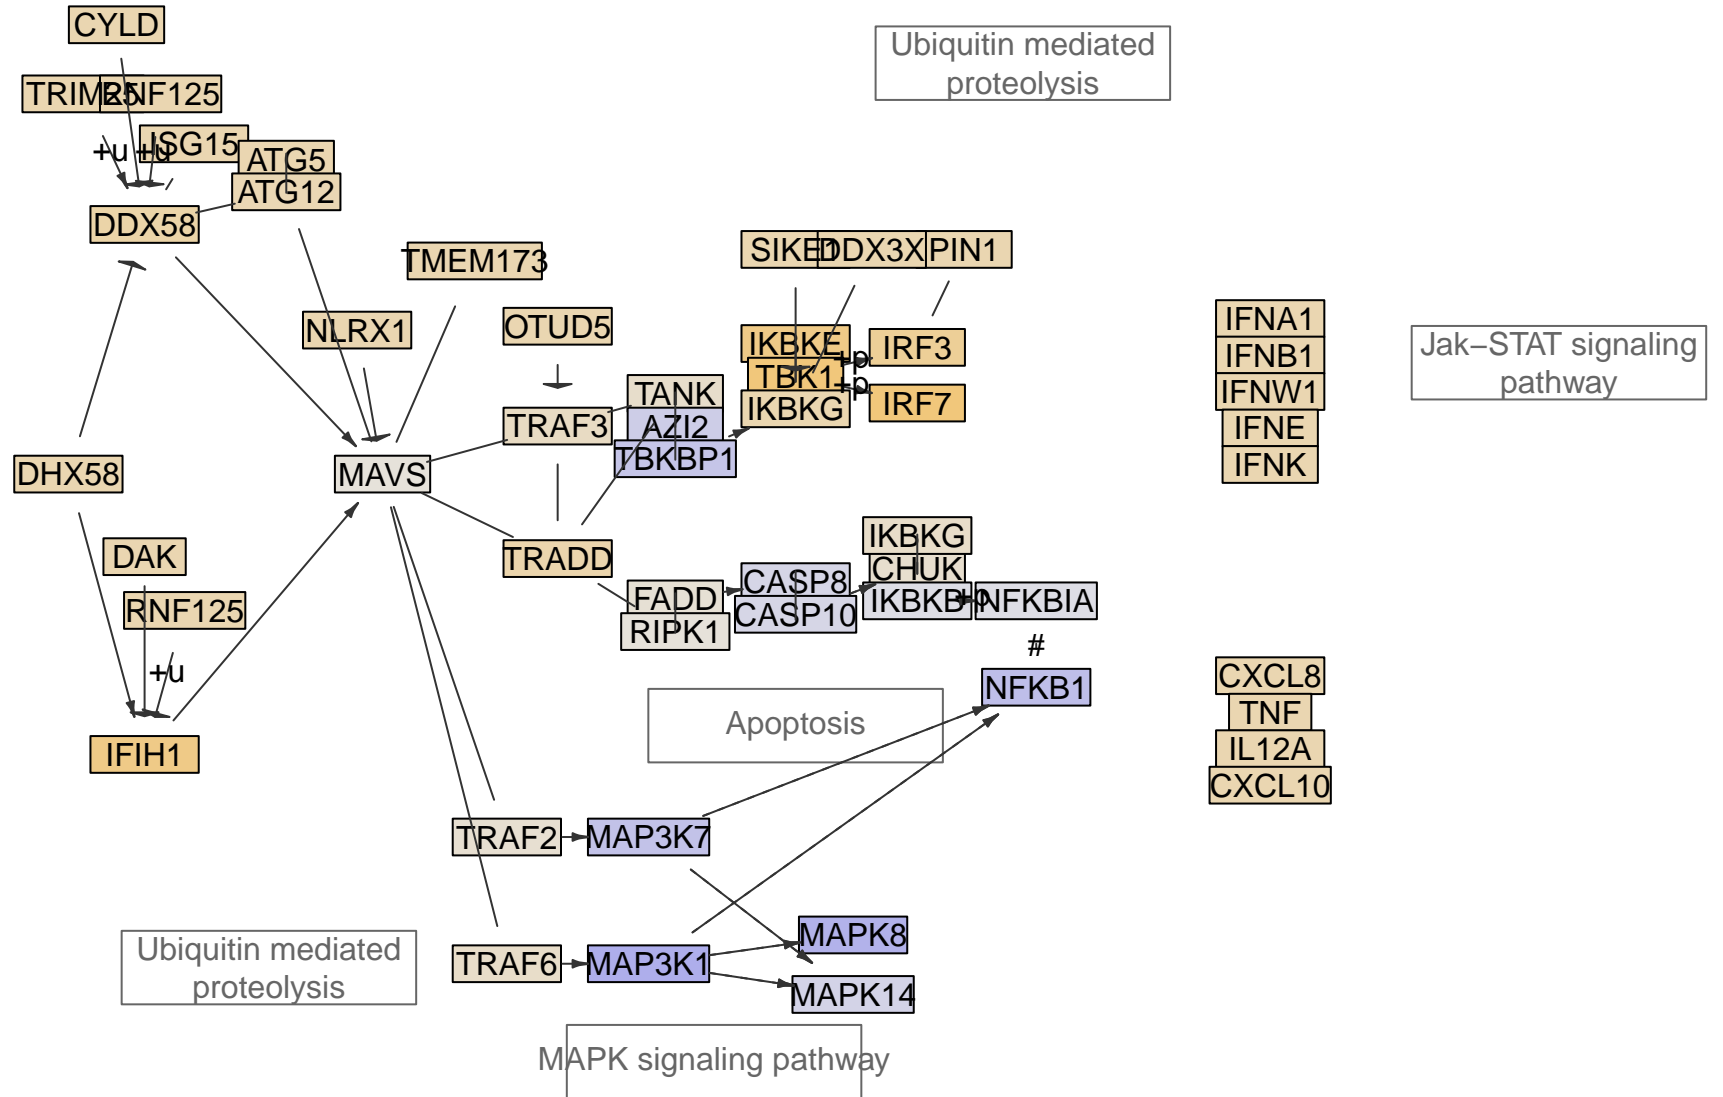 CYLD
Ubiquitin mediated
proteolysis
TRIM25
RNF125
ISG15
+u
+u
ATG5
ATG12
DDX58
TMEM173
SIKE1
DDX3X
PIN1
NLRX1
OTUD5
IKBKE
IRF3
+p
TBK1
+p
IKBKG
IRF7
IFNA1
IFNB1
IFNW1
IFNE
IFNK
Jak−STAT signaling
pathway
TANK
TRAF3
AZI2
TBKBP1
DHX58
MAVS
DAK
TRADD
IKBKG
CHUK
IKBKB
+p
NFKBIA
CASP8
CASP10
FADD
RIPK1
RNF125
#
+u
NFKB1
CXCL8
TNF
IL12A
CXCL10
Apoptosis
IFIH1
TRAF2
MAP3K7
MAPK8
Ubiquitin mediated
proteolysis
TRAF6
MAP3K1
MAPK14
MAPK signaling pathway